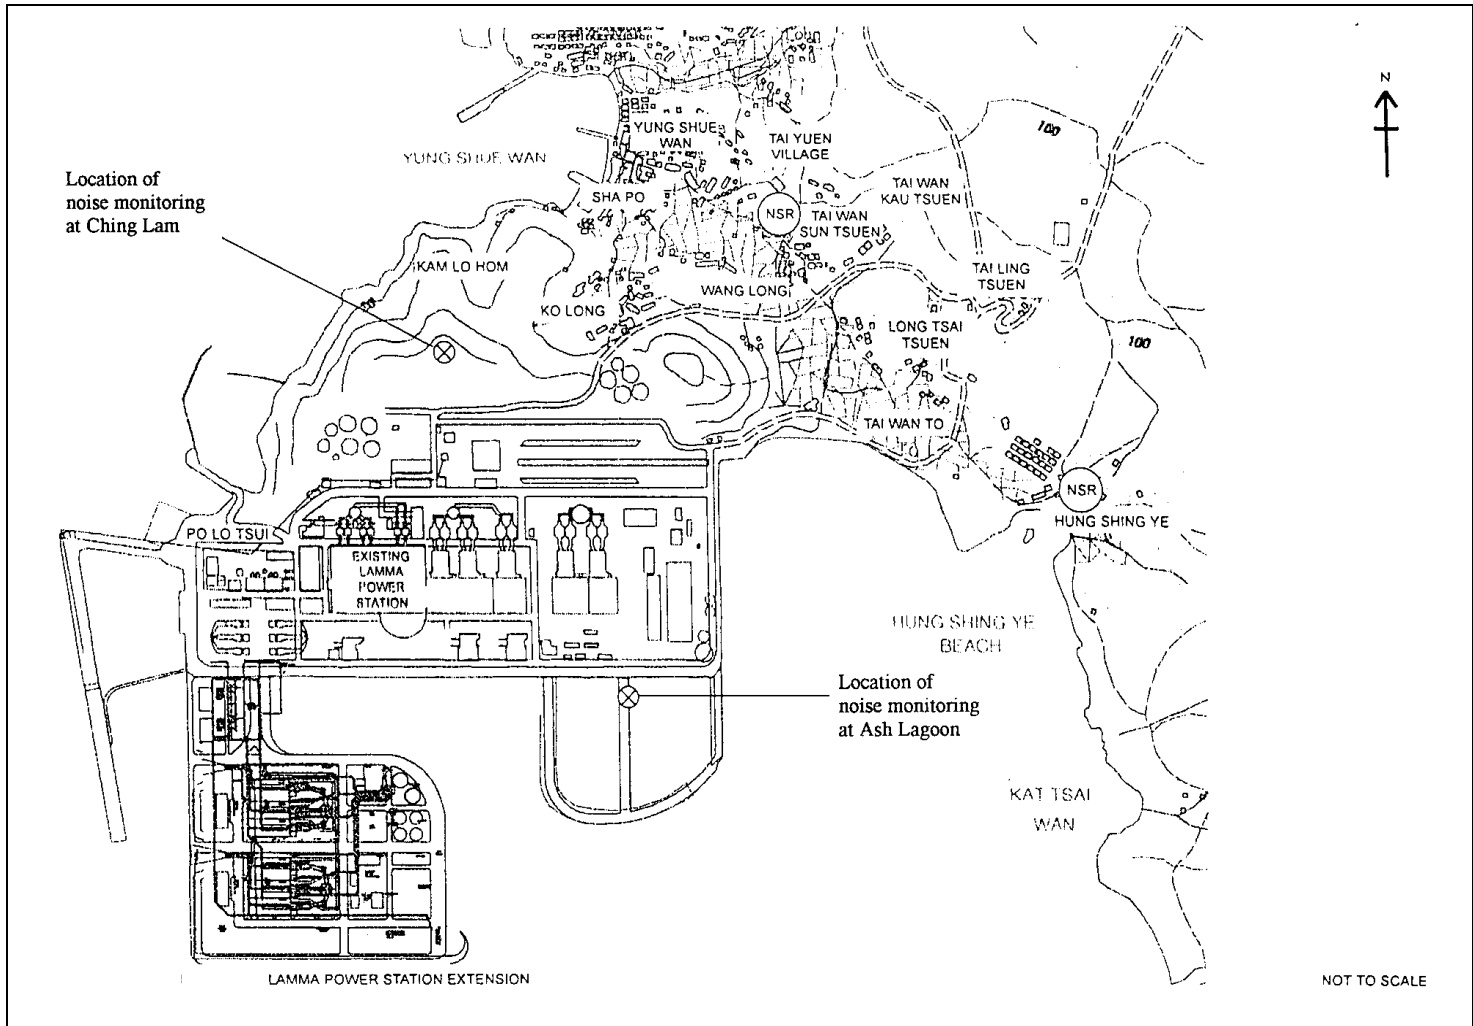 N
YUNG SHUE
WAN
TAI YUEN
VILLAGE
100
YUNG SHUE WAN
Location of
noise monitoring
at Ching Lam
TAI WAN
KAU TSUEN
SHA PO
NSR
TAI WAN
SUN TSUEN
KAM LO HOM
TAI LING
TSUEN
WANG LONG
KO LONG
LONG TSAI
TSUEN
100
TAI WAN TO
NSR
HUNG SHING YE
PO LO TSUI
EXISTING
LAMMA
POWER
STATION
HUNG SHING YE
BEACH
Location of
noise monitoring
at Ash Lagoon
KAT TSAI
WAN
LAMMA POWER STATION EXTENSION
NOT TO SCALE